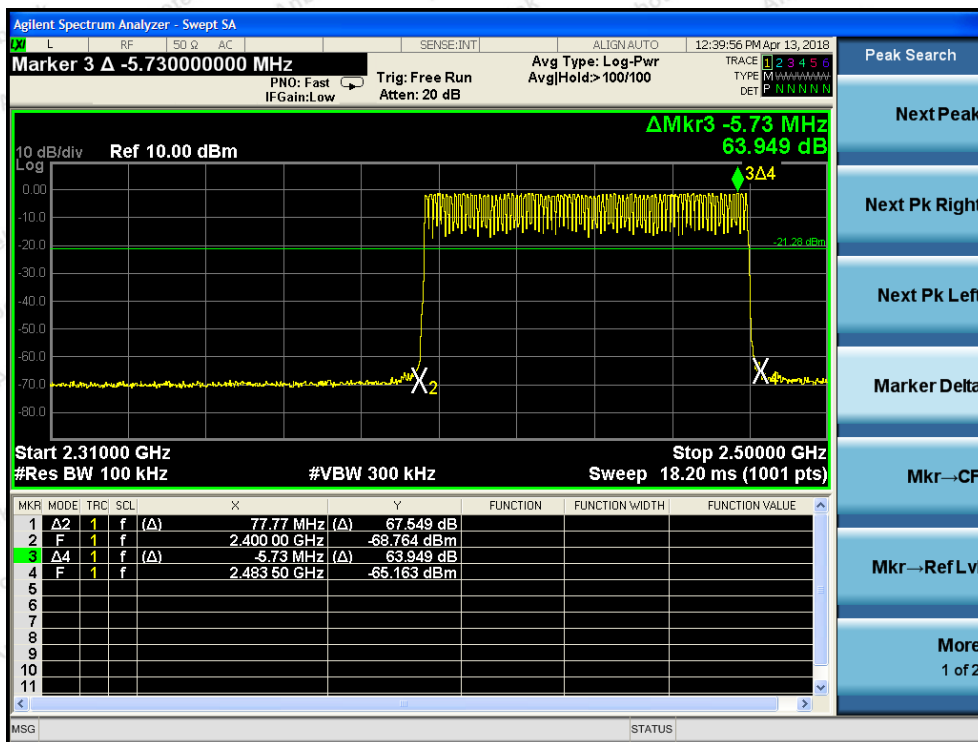 Agilent Spectrum Analyzer - Swept SA
LXI L RF 50 Ω AC SENSE:INT ALIGN AUTO 12:39:56 PM Apr 13, 2018
Marker 3 Δ -5.730000000 MHz
PNO: Fast
IFGain:Low
Trig: Free Run
Atten: 20 dB
Avg Type: Log-Pwr
Avg|Hold:>100/100
TRACE 1 2 3 4 5 6
TYPE M
DET P N N N N N
Peak Search
Next Peak
Next Pk Right
Next Pk Left
Marker Delta
Mkr→CF
Mkr→RefLvl
More
1 of 2
ΔMkr3 -5.73 MHz
63.949 dB
10 dB/div Ref 10.00 dBm
Log
3Δ4
0.00
-10.0
-20.0
-21.28 dBm
-30.0
-40.0
-50.0
-60.0
-70.0
2
-80.0
Start 2.31000 GHz Stop 2.50000 GHz
#Res BW 100 kHz #VBW 300 kHz Sweep 18.20 ms (1001 pts)
MKR MODE TRC SCL X Y FUNCTION FUNCTION WIDTH FUNCTION VALUE
1 Δ2 1 f (Δ) 77.77 MHz (Δ) 67.549 dB
2 F 1 f 2.400 00 GHz -68.764 dBm
3 Δ4 1 f (Δ) -5.73 MHz (Δ) 63.949 dB
4 F 1 f 2.483 50 GHz -65.163 dBm
5
6
7
8
9
10
11
MSG STATUS